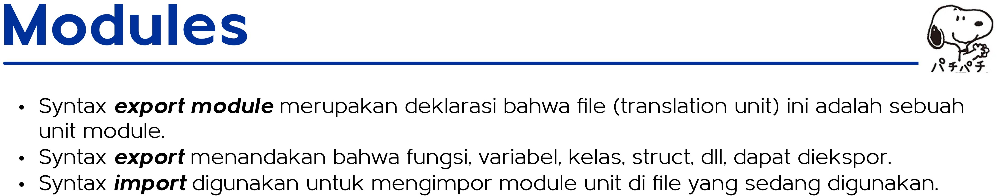 Modules
パチパチ
• Syntax export module merupakan deklarasi bahwa file (translation unit) ini adalah sebuah
unit module.
• Syntax export menandakan bahwa fungsi, variabel, kelas, struct, dll, dapat diekspor.
• Syntax import digunakan untuk mengimpor module unit di file yang sedang digunakan.